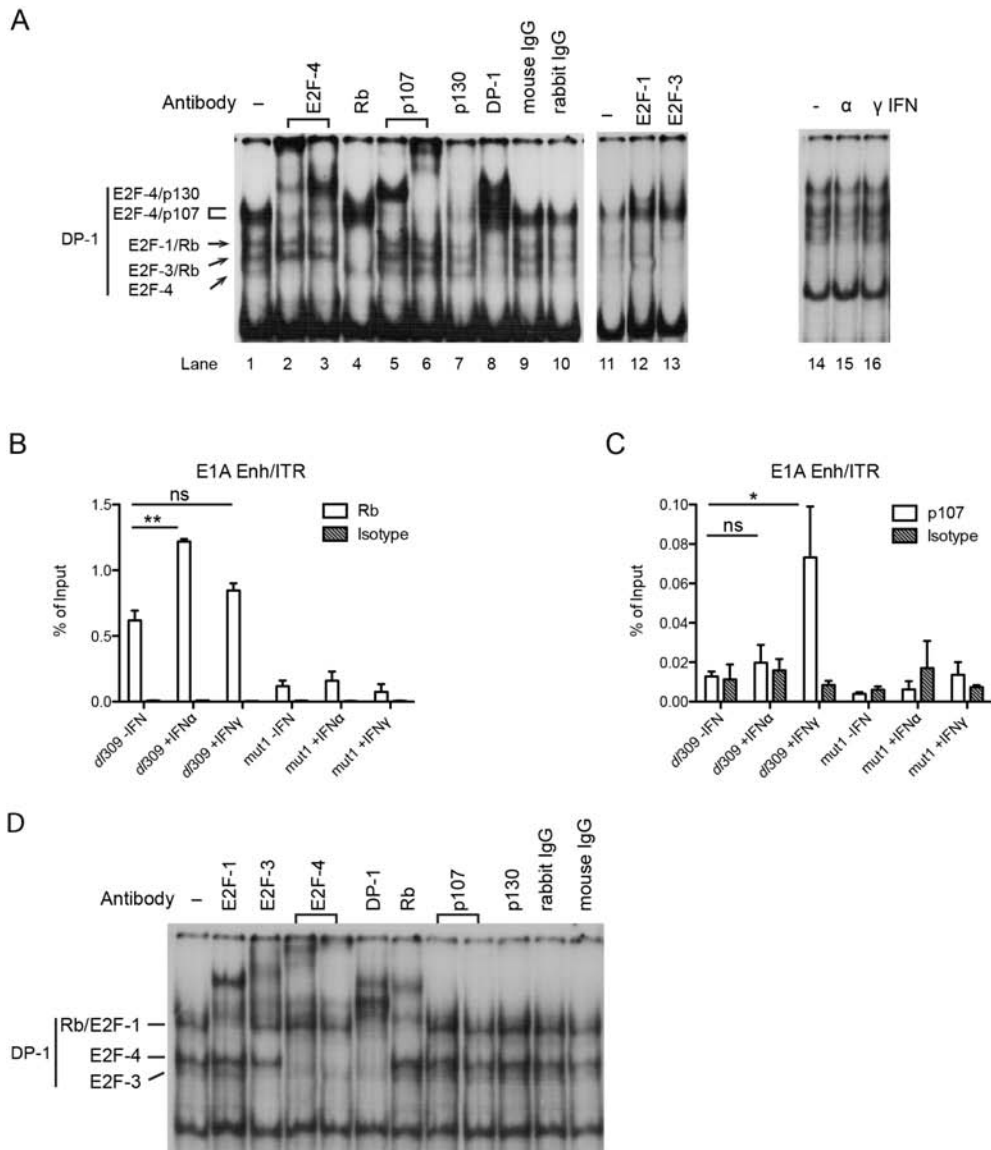 A
Antibody – E2F-4 Rb p107 p130 DP-1 mouse IgG rabbit IgG – E2F-1 E2F-3 - α γ IFN
DP-1
E2F-4/p130
E2F-4/p107
E2F-1/Rb
E2F-3/Rb
E2F-4
Lane 1 2 3 4 5 6 7 8 9 10 11 12 13 14 15 16
B
E1A Enh/ITR
ns
**
Rb
Isotype
% of Input
1.5
1.0
0.5
0.0
dl309 -IFN
dl309 +IFNα
dl309 +IFNγ
mut1 -IFN
mut1 +IFNα
mut1 +IFNγ
C
E1A Enh/ITR
*
ns
p107
Isotype
% of Input
0.10
0.08
0.06
0.04
0.02
0.00
dl309 -IFN
dl309 +IFNα
dl309 +IFNγ
mut1 -IFN
mut1 +IFNα
mut1 +IFNγ
D
Antibody – E2F-1 E2F-3 E2F-4 DP-1 Rb p107 p130 rabbit IgG mouse IgG
DP-1
Rb/E2F-1
E2F-4
E2F-3